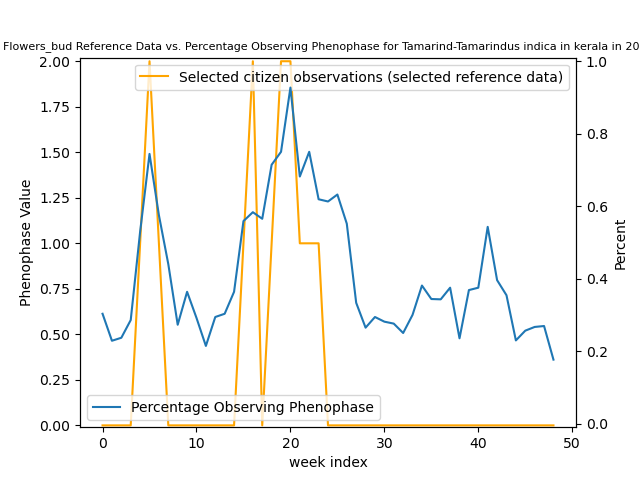 Flowers_bud Reference Data vs. Percentage Observing Phenophase for Tamarind-Tamarindus indica in kerala in 20
2.00
1.75
1.50
1.25
1.00
0.75
0.50
0.25
0.00
Phenophase Value
Selected citizen observations (selected reference data)
Percentage Observing Phenophase
1.0
0.8
0.6
0.4
0.2
0.0
Percent
0 10 20 30 40 50
week index